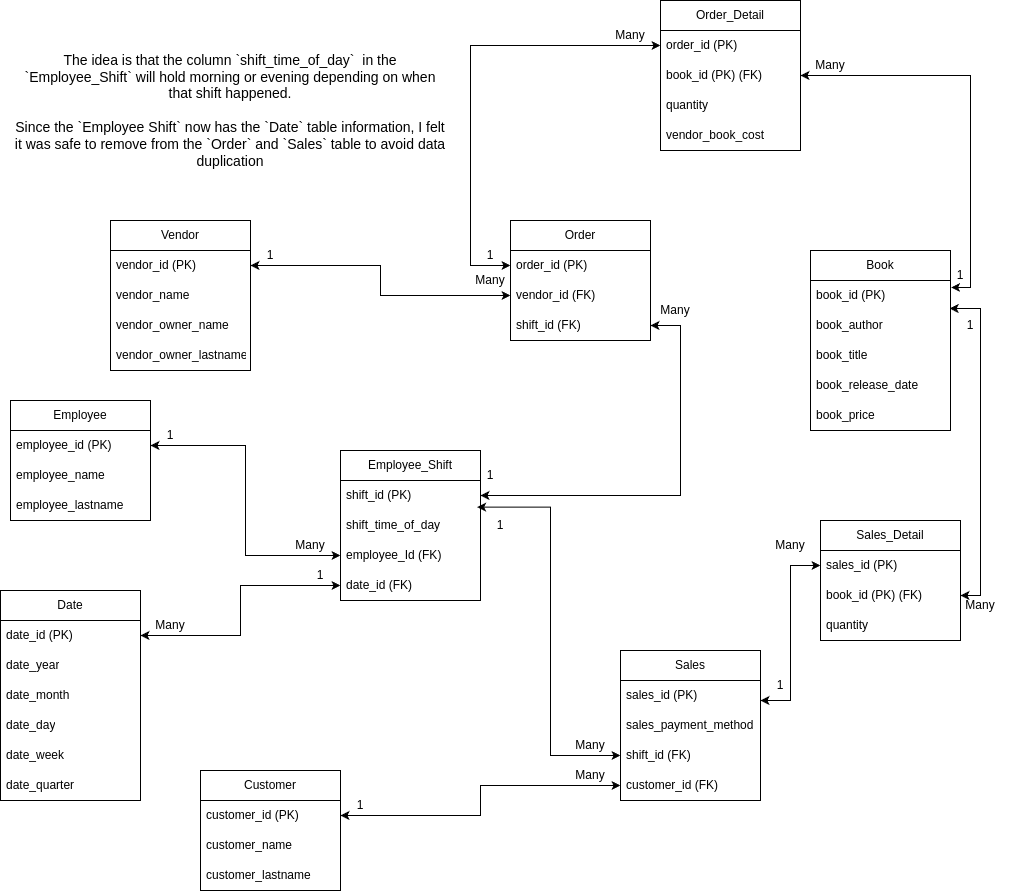 The idea is that the column `shift_time_of_day`  in the
`Employee_Shift` will hold morning or evening depending on when
that shift happened.
Since the `Employee Shift` now has the `Date` table information, I felt
it was safe to remove from the `Order` and `Sales` table to avoid data
duplication
Order_Detail
Many
order_id (PK)
Many
book_id (PK) (FK)
quantity
vendor_book_cost
Vendor
1
vendor_id (PK)
vendor_name
vendor_owner_name
vendor_owner_lastname
Order
1
order_id (PK)
Many
vendor_id (FK)
Many
shift_id (FK)
Book
1
book_id (PK)
1
book_author
book_title
book_release_date
book_price
Employee
1
employee_id (PK)
employee_name
employee_lastname
Employee_Shift
1
shift_id (PK)
1
shift_time_of_day
Many
employee_Id (FK)
1
date_id (FK)
Sales_Detail
Many
sales_id (PK)
book_id (PK) (FK)
Many
quantity
Date
Many
date_id (PK)
date_year
date_month
date_day
date_week
date_quarter
Sales
1
sales_id (PK)
sales_payment_method
Many
shift_id (FK)
Many
customer_id (FK)
Customer
1
customer_id (PK)
customer_name
customer_lastname